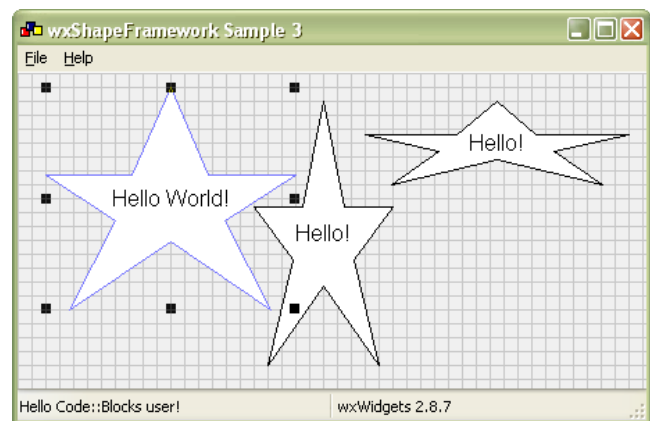 wxShapeFramework Sample 3
File Help
Hello World!
Hello!
Hello!
Hello Code::Blocks user! wxWidgets 2.8.7